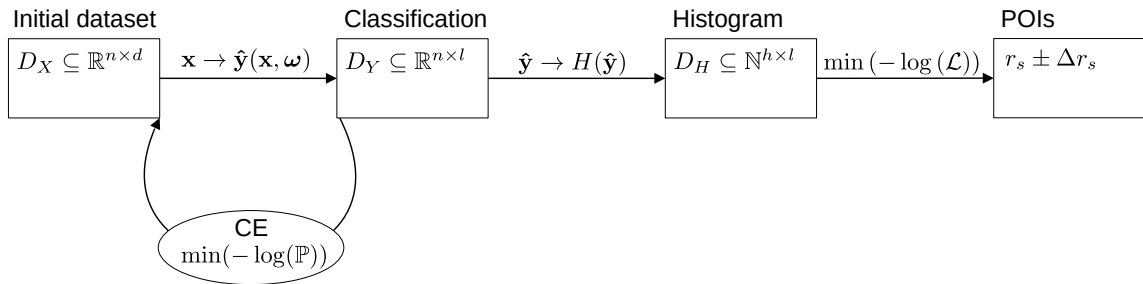 Initial dataset Classification Histogram POIs
D_X ⊆ ℝ^{n×d} x → ŷ(x, ω) D_Y ⊆ ℝ^{n×l} ŷ → H(ŷ) D_H ⊆ ℕ^{h×l} min (− log (ℒ)) r_s ± Δr_s
CE
min(− log(ℙ))